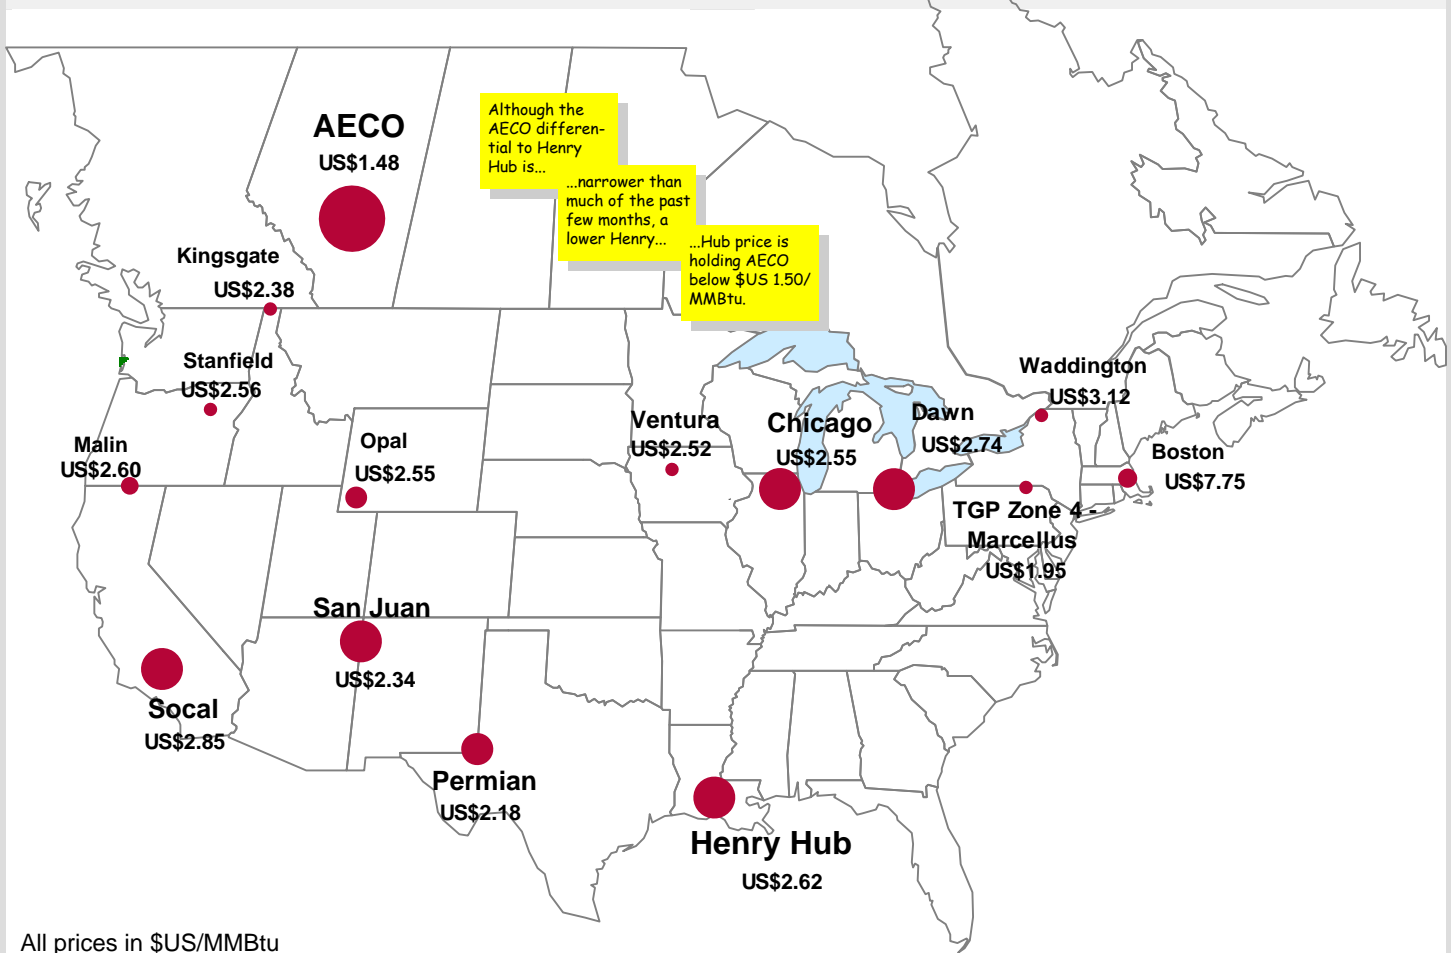 AECO
US$1.48
Although the
AECO differen-
tial to Henry
Hub is...
...narrower than
much of the past
few months, a
lower Henry...
...Hub price is
holding AECO
below $US 1.50/
MMBtu.
Kingsgate
US$2.38
Stanfield
US$2.56
Malin
US$2.60
Opal
US$2.55
Ventura
US$2.52
Chicago
US$2.55
Dawn
US$2.74
Waddington
US$3.12
Boston
US$7.75
TGP Zone 4 -
Marcellus
US$1.95
San Juan
US$2.34
Socal
US$2.85
Permian
US$2.18
Henry Hub
US$2.62
All prices in $US/MMBtu